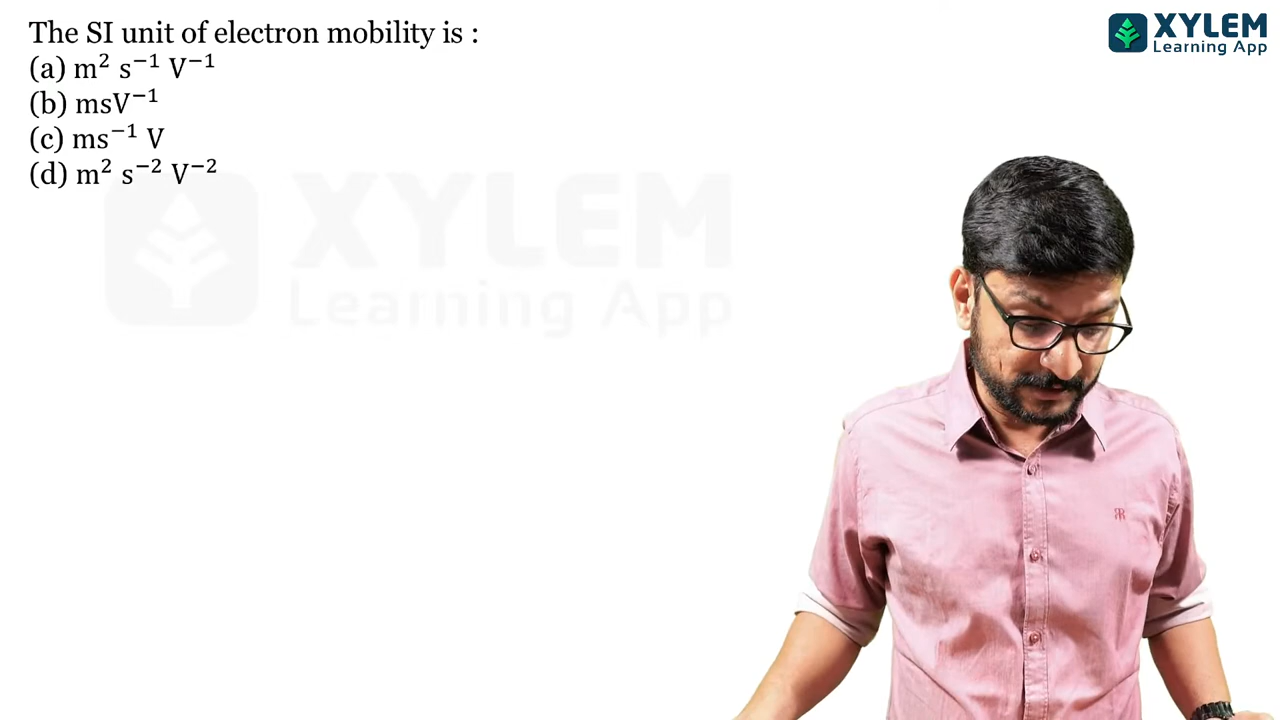 The SI unit of electron mobility is :
(a) m² s⁻¹ V⁻¹
(b) msV⁻¹
(c) ms⁻¹ V
(d) m² s⁻² V⁻²
XYLEM
Learning App
XYLEM
Learning App